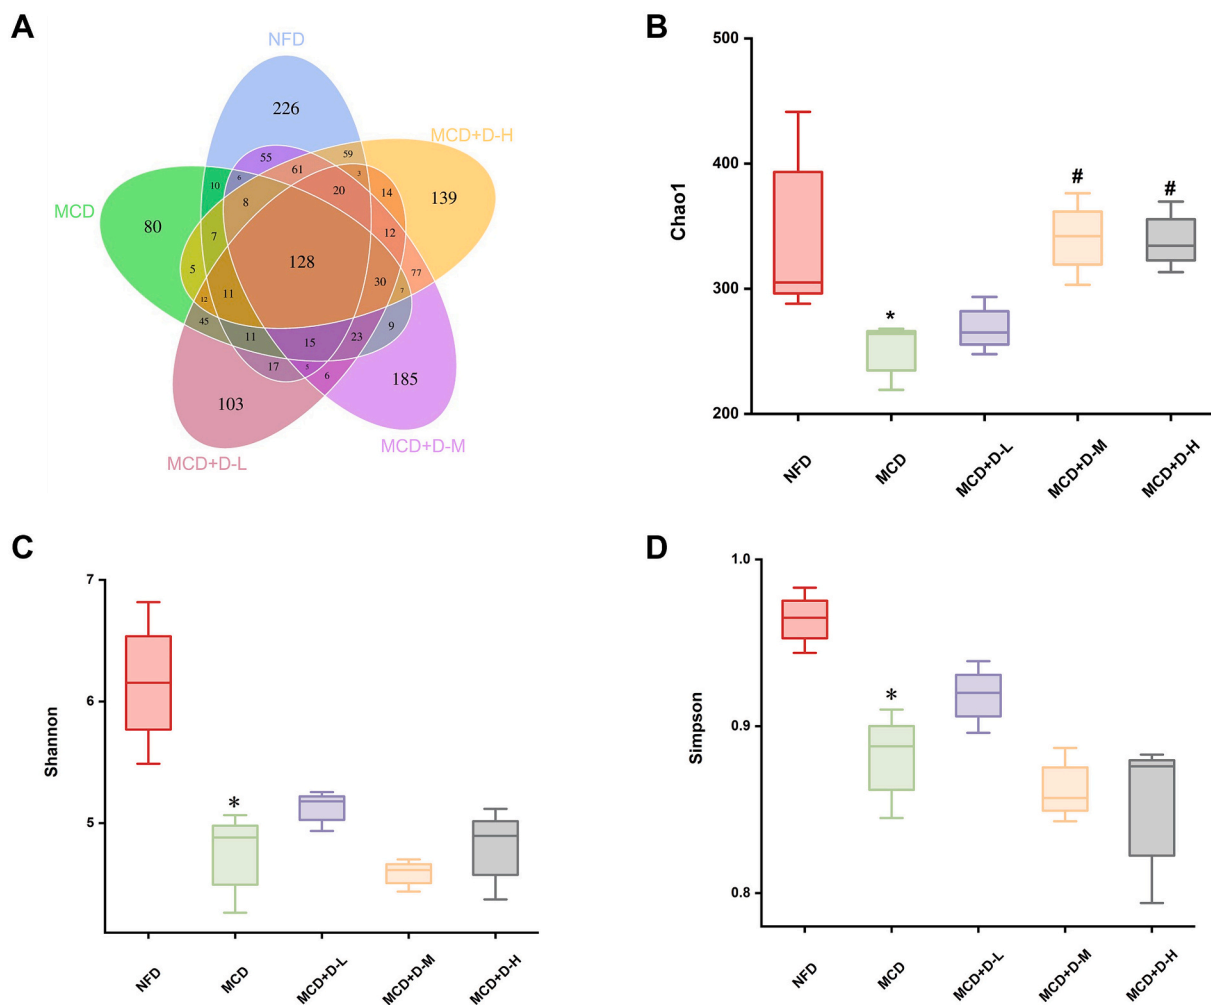 A
NFD
226
MCD+D-H
55
59
61
3
10
6
20
14
139
MCD
8
80
7
12
128
5
77
30
11
7
12
45
9
11
15
23
17
5
6
185
103
MCD+D-M
MCD+D-L
B
500
400
300
200
Chao1
*
#
#
NFD
MCD
MCD+D-L
MCD+D-M
MCD+D-H
C
7
6
5
Shannon
*
NFD
MCD
MCD+D-L
MCD+D-M
MCD+D-H
D
1.0
0.9
0.8
Simpson
*
NFD
MCD
MCD+D-L
MCD+D-M
MCD+D-H